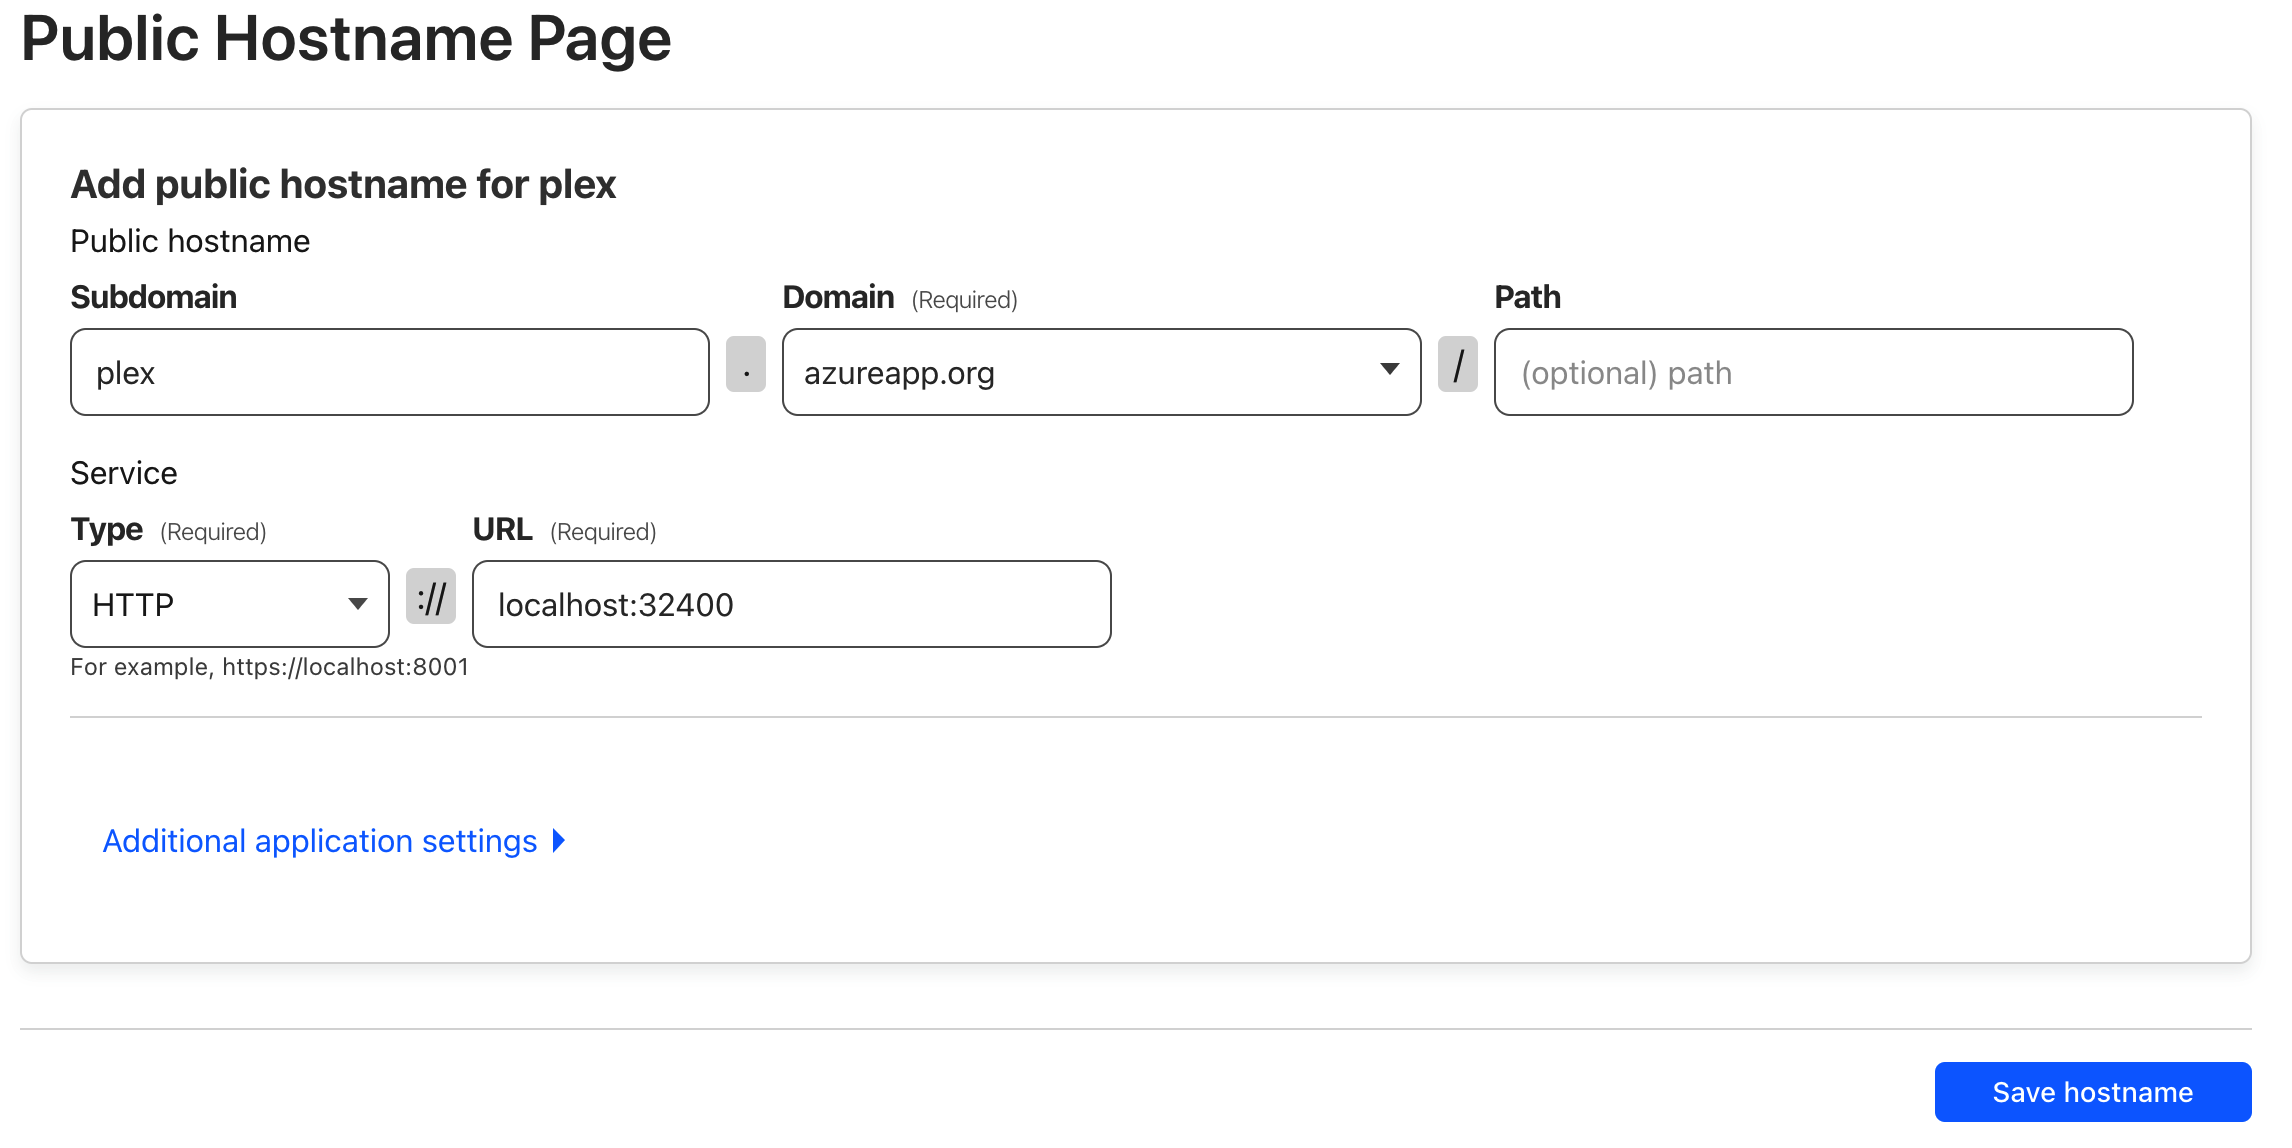 Public Hostname Page
Add public hostname for plex
Public hostname
Subdomain Domain (Required) Path
plex . azureapp.org / (optional) path
Service
Type (Required) URL (Required)
HTTP :// localhost:32400
For example, https://localhost:8001
Additional application settings
Save hostname